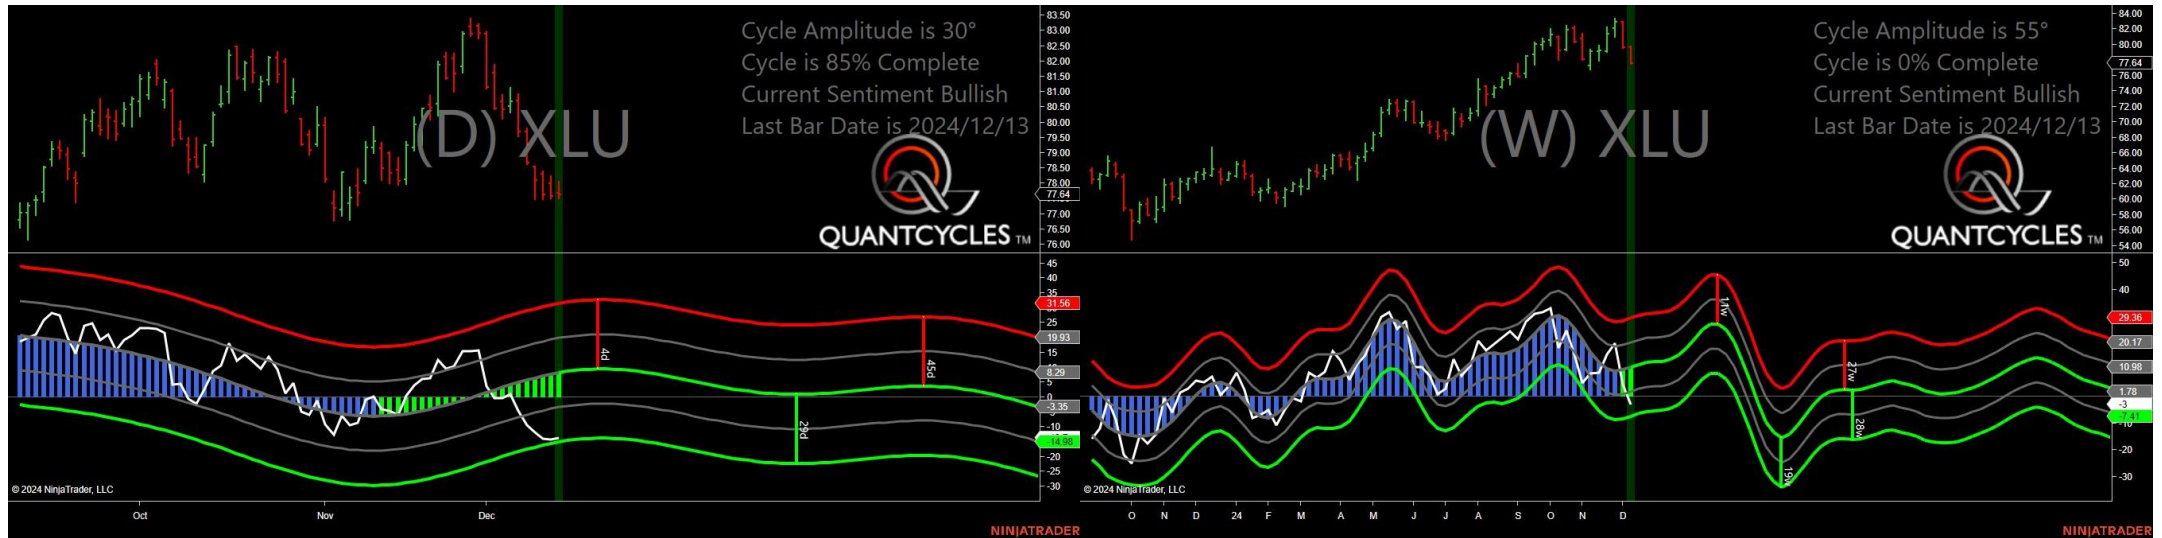 Cycle Amplitude is 30°
Cycle is 85% Complete
Current Sentiment Bullish
Last Bar Date is 2024/12/13
(D) XLU
QUANTCYCLES TM
83.50
83.00
82.50
82.00
81.50
81.00
80.50
80.00
79.50
79.00
78.50
78.00
77.64
77.00
76.50
76.00
45
40
35
31.56
25
19.93
15
8.29
5
0
-3.35
-10
-14.98
-20
-25
-30
4d
29d
45d
© 2024 NinjaTrader, LLC
Oct Nov Dec
NINJATRADER
Cycle Amplitude is 55°
Cycle is 0% Complete
Current Sentiment Bullish
Last Bar Date is 2024/12/13
(W) XLU
QUANTCYCLES TM
84.00
82.00
80.00
77.64
76.00
74.00
72.00
70.00
68.00
66.00
64.00
62.00
60.00
58.00
56.00
54.00
50
40
29.36
20.17
10.98
1.78
-3
-7.41
-10
-20
-30
11w
19w
27w
28w
© 2024 NinjaTrader, LLC
O N D 24 F M A M J J A S O N D
NINJATRADER